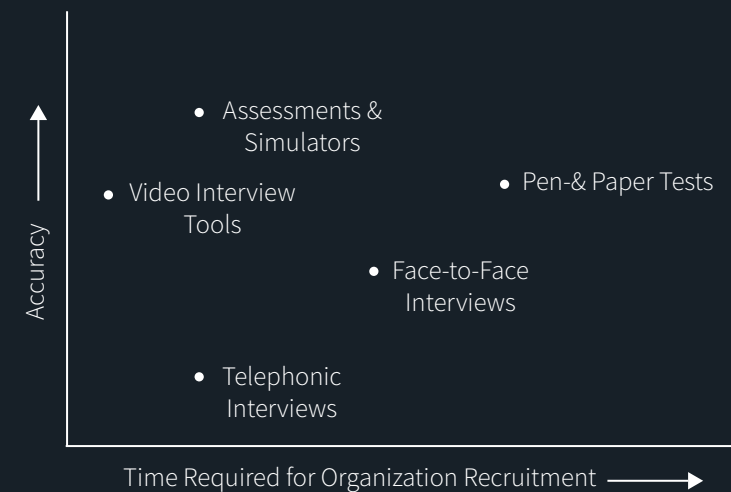 Assessments &
Simulators
Pen-& Paper Tests
Video Interview
Tools
Face-to-Face
Interviews
Telephonic
Interviews
Accuracy
Time Required for Organization Recruitment